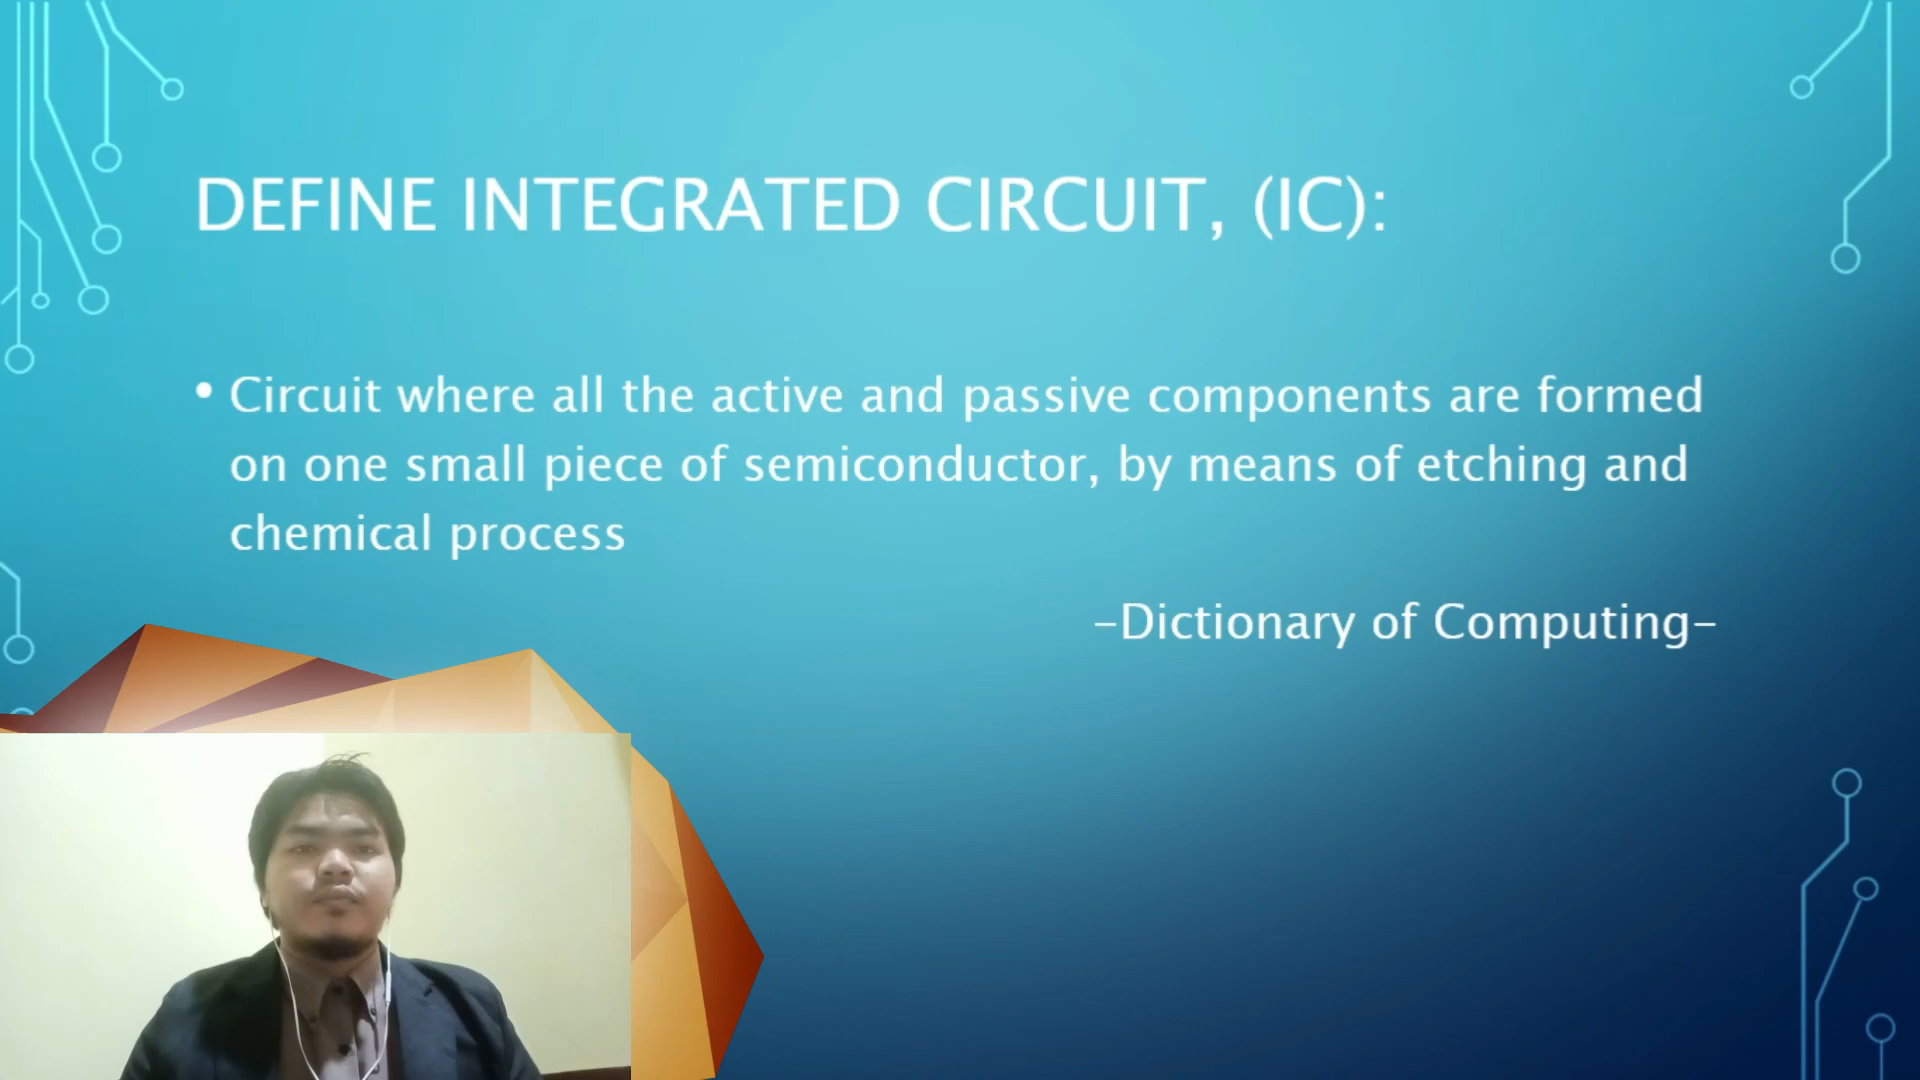 DEFINE INTEGRATED CIRCUIT, (IC):
• Circuit where all the active and passive components are formed
on one small piece of semiconductor, by means of etching and
chemical process
-Dictionary of Computing-